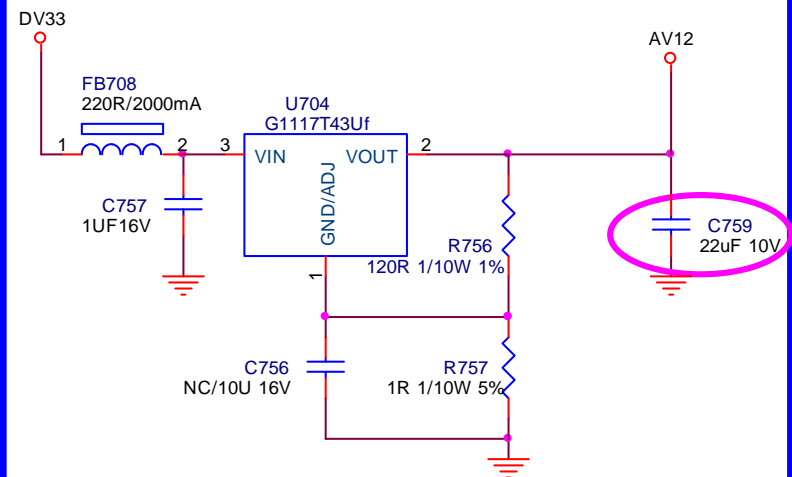 DV33
AV12
FB708
220R/2000mA
U704
G1117T43Uf
1
2
3
VIN
VOUT
2
GND/ADJ
1
C757
1UF16V
R756
120R 1/10W 1%
C759
22uF 10V
C756
NC/10U 16V
R757
1R 1/10W 5%